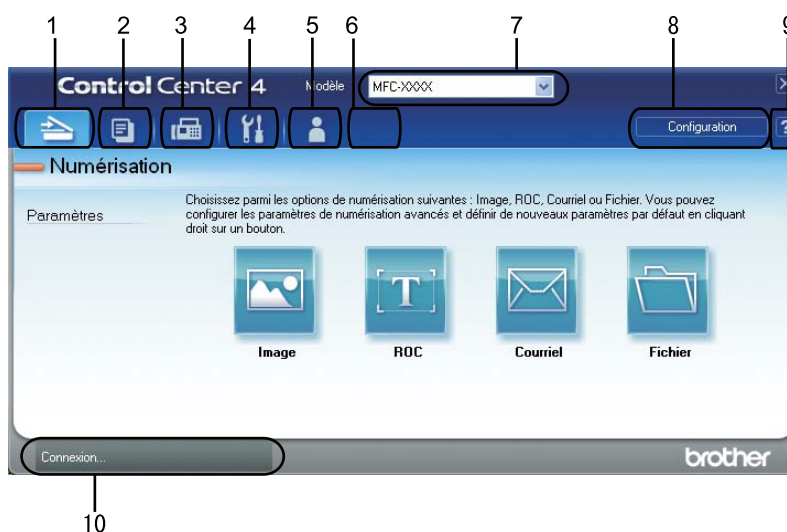 1 2 3 4 5 6 7 8 9
Control Center 4 Modèle MFC-XXXX
Configuration ?
Numérisation
Paramètres
Choisissez parmi les options de numérisation suivantes : Image, ROC, Courriel ou Fichier. Vous pouvez
configurer les paramètres de numérisation avancés et définir de nouveaux paramètres par défaut en cliquant
droit sur un bouton.
T
Image ROC Courriel Fichier
Connexion...
brother
10